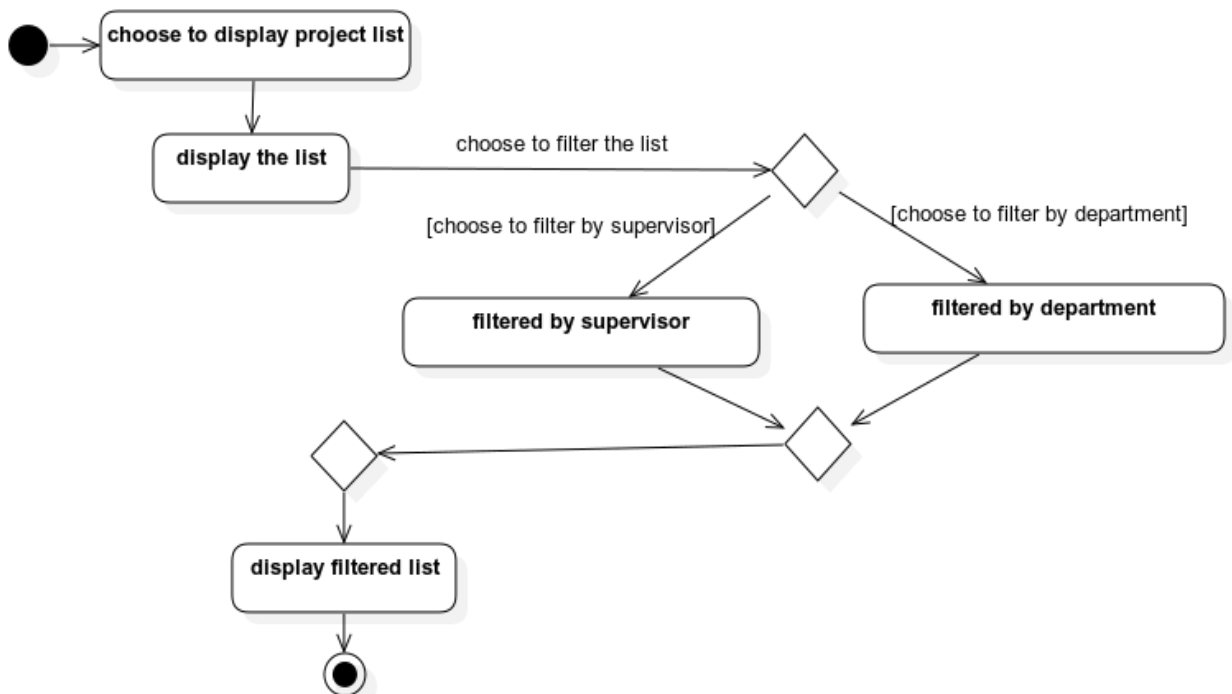 choose to display project list
display the list
choose to filter the list
[choose to filter by supervisor]
[choose to filter by department]
filtered by supervisor
filtered by department
display filtered list